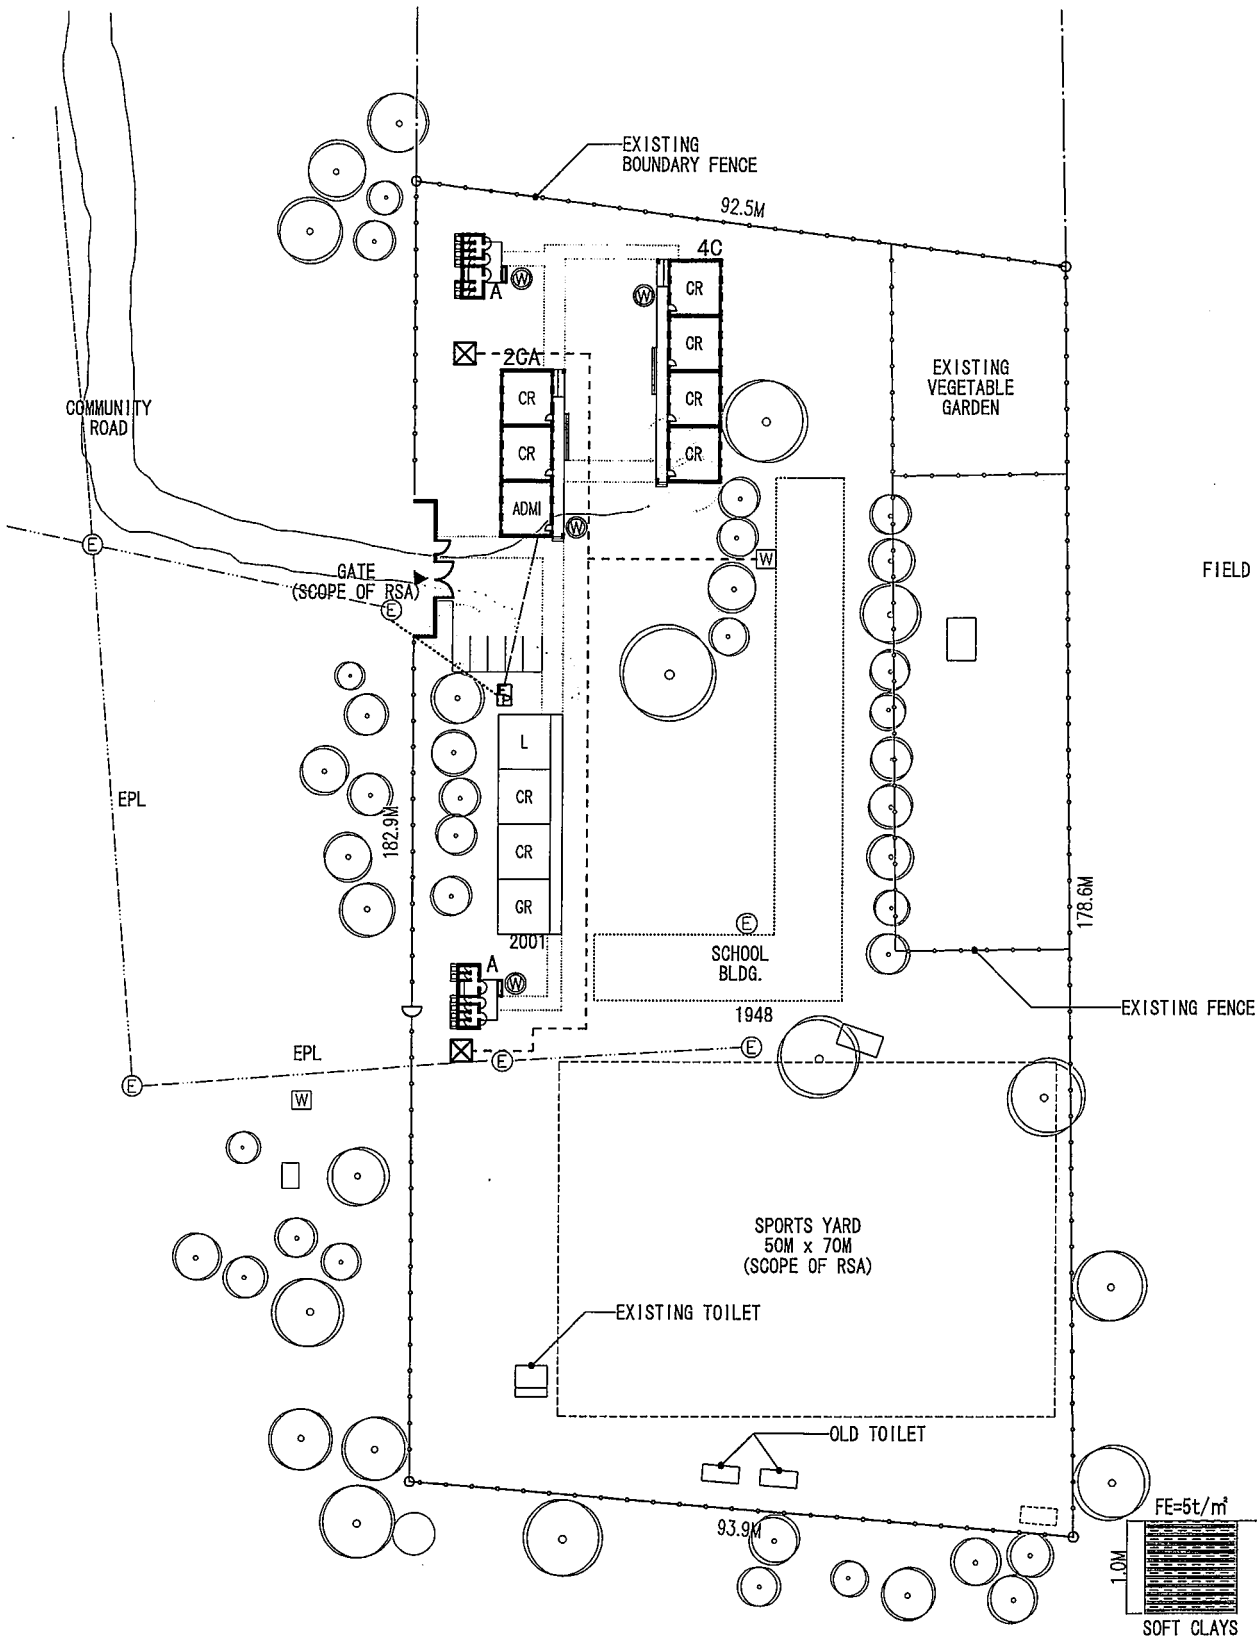 EXISTING
BOUNDARY FENCE
92.5M
4C
CR
W
A
W
CR
2CA
CR
CR
CR
CR
ADMI
W
EXISTING
VEGETABLE
GARDEN
COMMUNITY
ROAD
E
W
GATE
(SCOPE OF RSA)
E
FIELD
L
CR
CR
GR
2001
EPL
182.9M
178.6M
E
SCHOOL
BLDG.
1948
A
W
EXISTING FENCE
EPL
E
E
E
W
SPORTS YARD
50M x 70M
(SCOPE OF RSA)
EXISTING TOILET
OLD TOILET
93.9M
FE=5t/㎡
1.0M
SOFT CLAYS